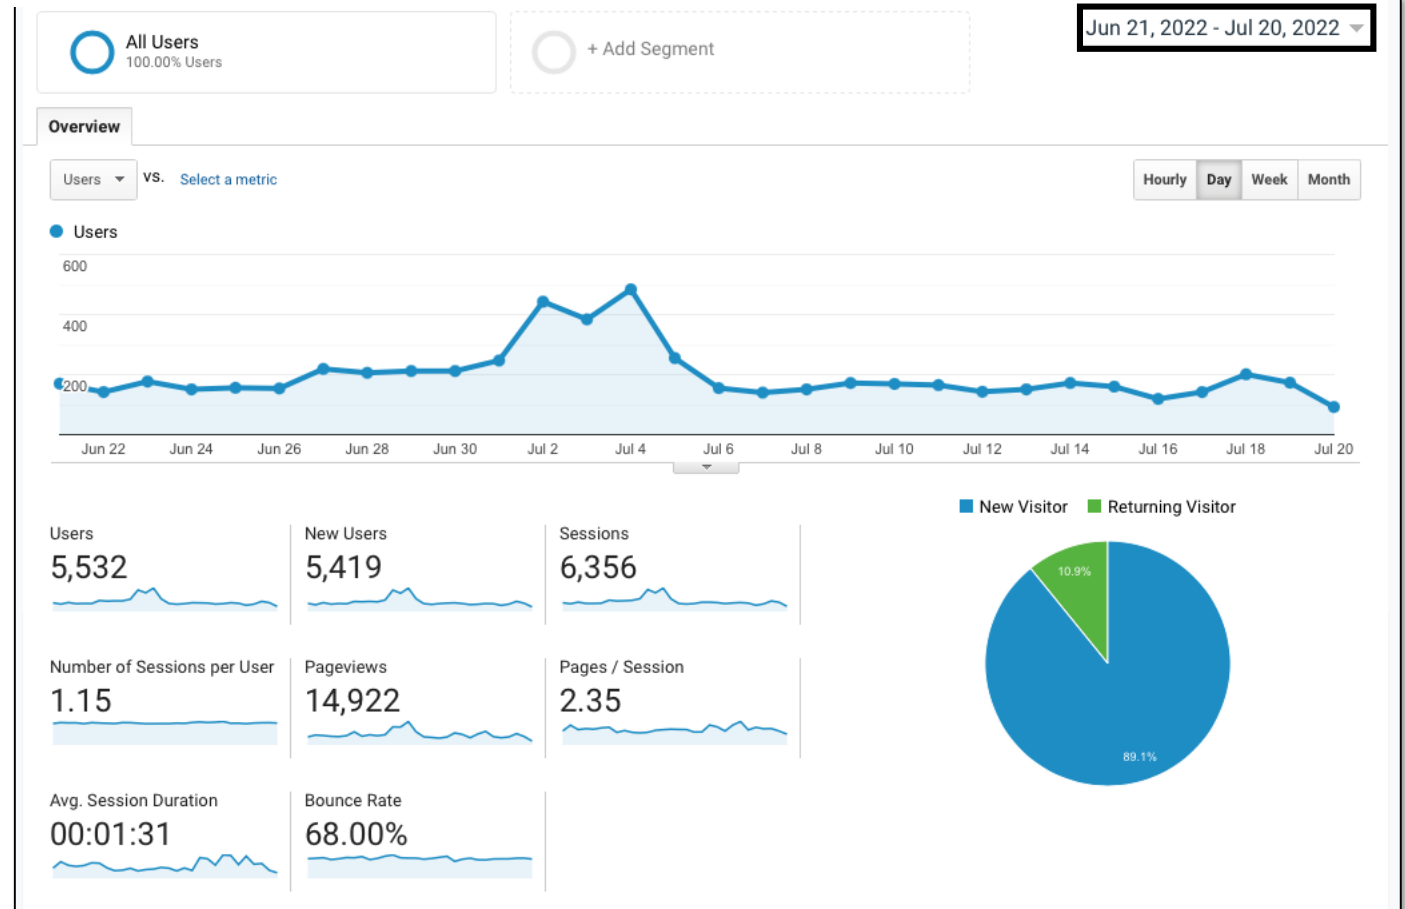 All Users
100.00% Users
+ Add Segment
Jun 21, 2022 - Jul 20, 2022
Overview
Users
VS.
Select a metric
Hourly Day Week Month
Users
600
400
200
Jun 22 Jun 24 Jun 26 Jun 28 Jun 30 Jul 2 Jul 4 Jul 6 Jul 8 Jul 10 Jul 12 Jul 14 Jul 16 Jul 18 Jul 20
New Visitor Returning Visitor
Users
5,532
New Users
5,419
Sessions
6,356
Number of Sessions per User
1.15
Pageviews
14,922
Pages / Session
2.35
Avg. Session Duration
00:01:31
Bounce Rate
68.00%
10.9%
89.1%